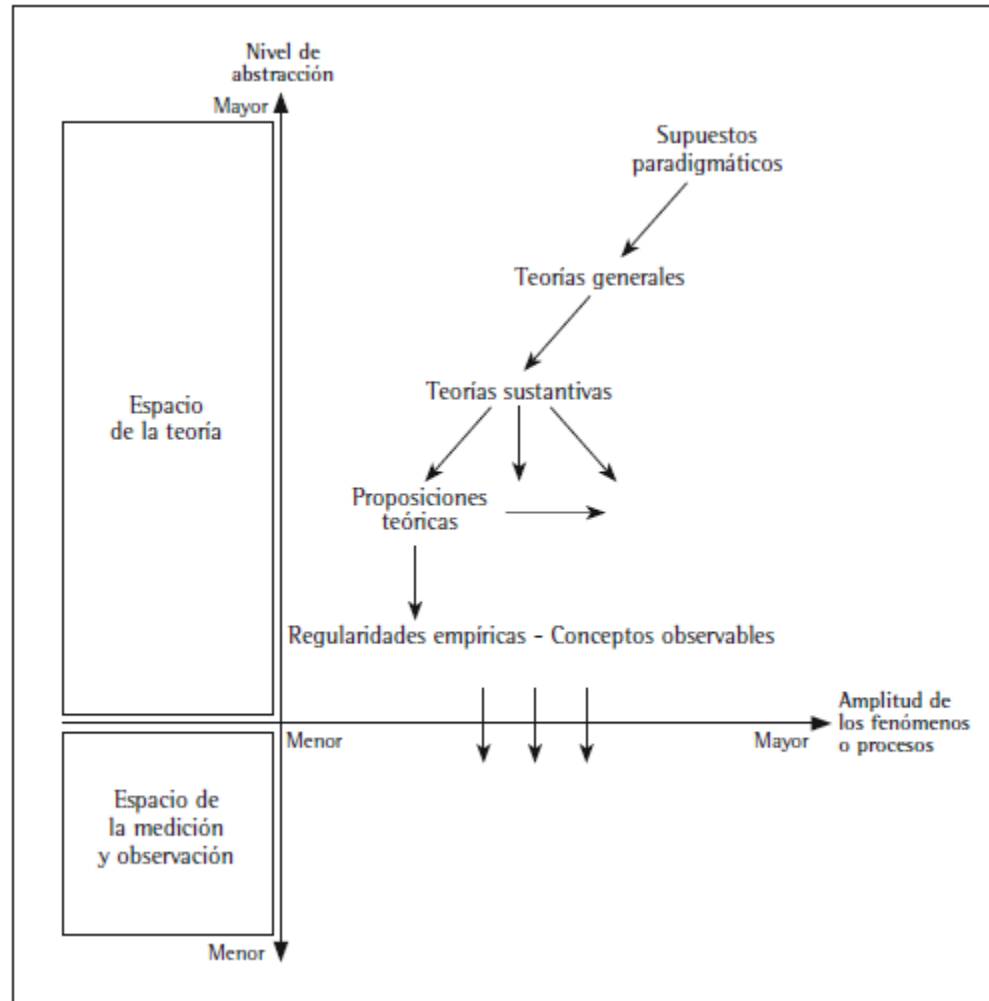 Nivel de
abstracción
Mayor
Supuestos
paradigmáticos
Teorías generales
Teorías sustantivas
Espacio
de la teoría
Proposiciones
teóricas
Regularidades empíricas - Conceptos observables
Amplitud de
los fenómenos
o procesos
Menor
Mayor
Espacio de
la medición
y observación
Menor